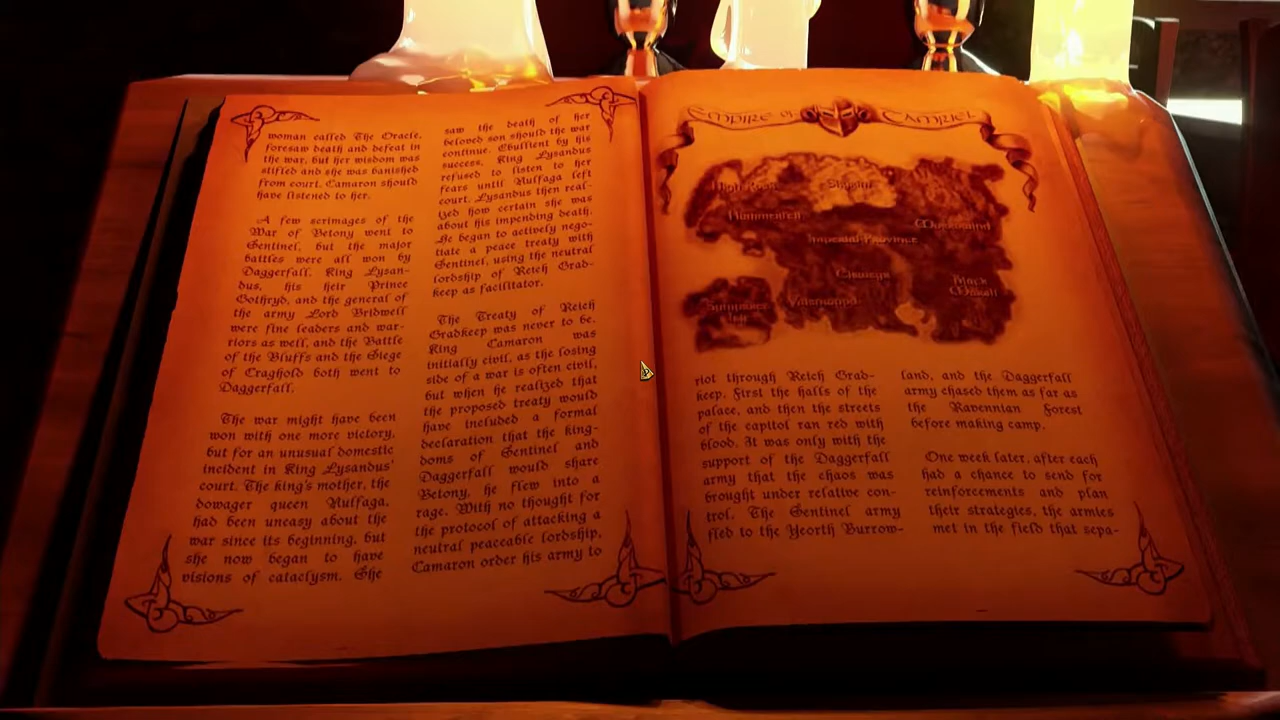 woman called The Oracle,
foresaw death and defeat in
the war, but her wisdom was
stifled and she was banished
from court. Camaron should
have listened to her.
A few scrimages of the
War of Betony went to
Sentinel, but the major
battles were all won by
Daggerfall. King Lysan-
dus, his heir Prince
Gothryd, and the general of
the army Lord Bridwell
were fine leaders and war-
riors as well, and the Battle
of the Bluffs and the Siege
of Craghold both went to
Daggerfall.
The war might have been
won with one more victory,
but for an unusual domestic
incident in King Lysandus'
court. The king's mother, the
dowager queen Nulfaga,
had been uneasy about the
war since its beginning, but
she now began to have
visions of cataclysm. She
saw the death of her
beloved son should the war
continue. Ebullient by his
success, King Lysandus
refused to listen to her
fears until Nulfaga left
court. Lysandus then real-
ized how certain she was
about his impending death.
He began to actively nego-
tiate a peace treaty with
Sentinel, using the neutral
lordship of Reich Grad-
keep as facilitator.
The Treaty of Reich
Gradkeep was never to be.
King Camaron was
initially civil, as the losing
side of a war is often civil,
but when he realized that
the proposed treaty would
have included a formal
declaration that the king-
doms of Sentinel and
Daggerfall would share
Betony, he flew into a
rage. With no thought for
the protocol of attacking a
neutral peaceable lordship,
Camaron order his army to
EMPIRE OF TAMRIEL
High Rock
Skyrim
Hammerfell
Morrowind
Imperial Province
Elsweyr
Black
Marsh
Summerset
Isle
Valenwood
riot through Reich Grad-
keep. First the halls of the
palace, and then the streets
of the capitol ran red with
blood. It was only with the
support of the Daggerfall
army that the chaos was
brought under relative con-
trol. The Sentinel army
fled to the Yeorth Burrow-
land, and the Daggerfall
army chased them as far as
the Ravennian Forest
before making camp.
One week later, after each
had a chance to send for
reinforcements and plan
their strategies, the armies
met in the field that sepa-